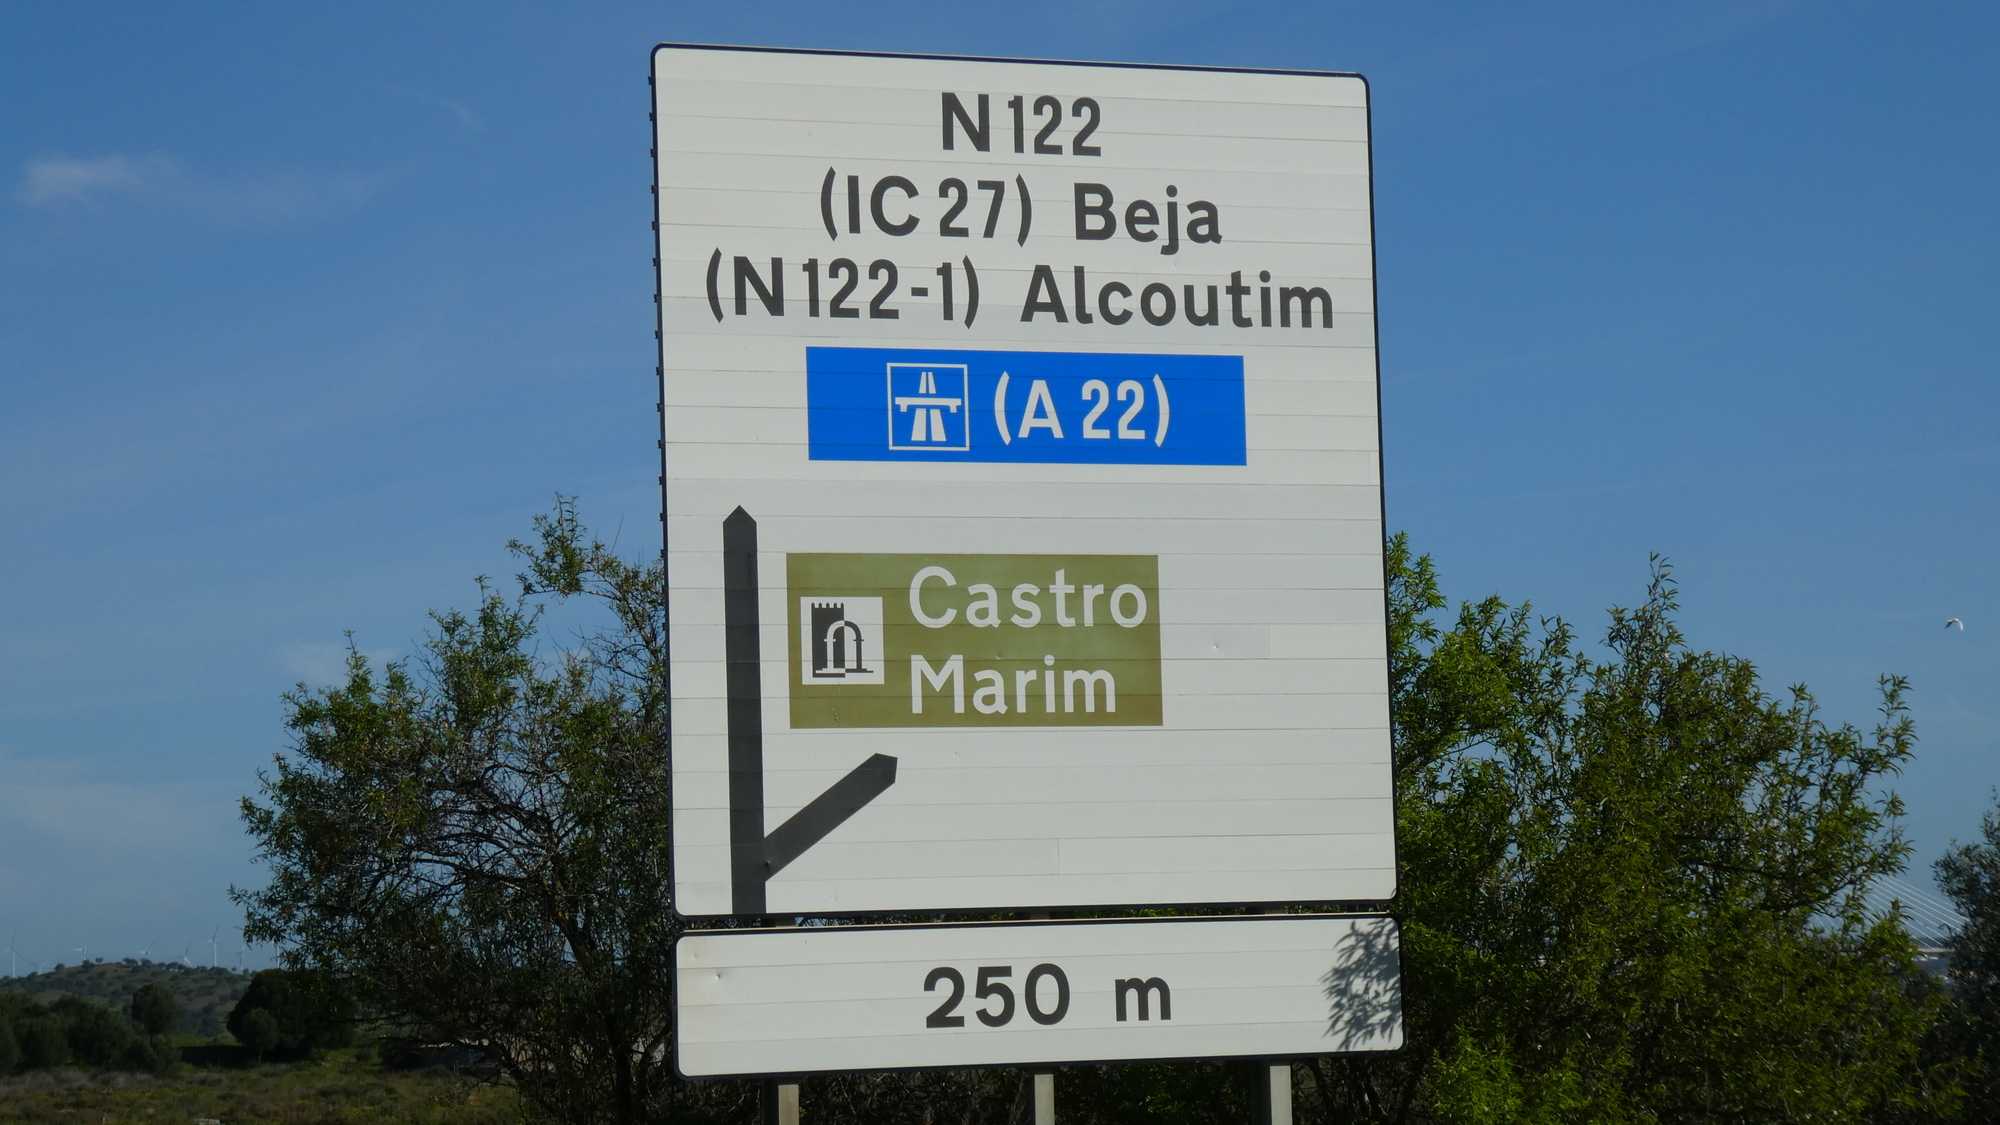 N 122
(IC 27) Beja
(N 122-1) Alcoutim
(A 22)
Castro
Marim
250 m